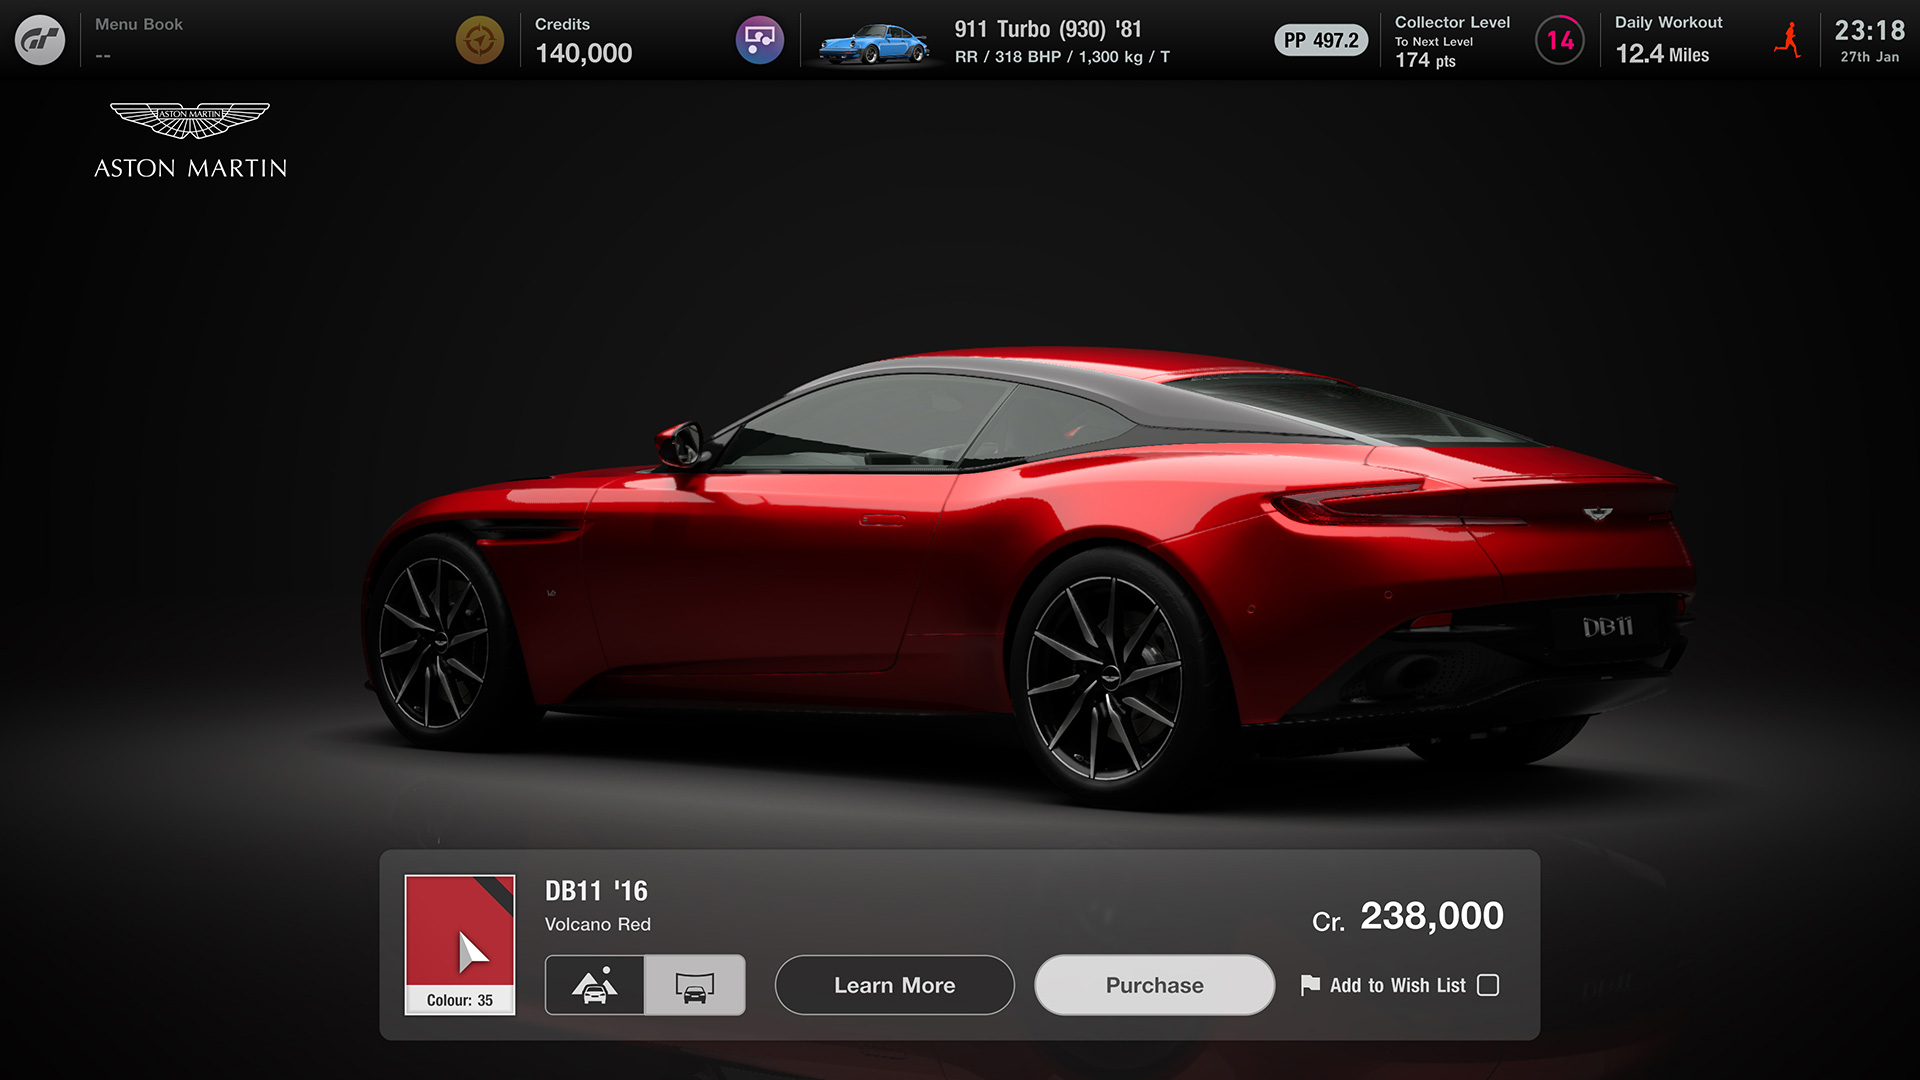 Menu Book
--
Credits
140,000
911 Turbo (930) '81
RR / 318 BHP / 1,300 kg / T
PP 497.2
Collector Level
To Next Level
174 pts
14
Daily Workout
12.4 Miles
23:18
27th Jan
ASTON MARTIN
ASTON MARTIN
DB11
DB11 '16
Volcano Red
Cr. 238,000
Colour: 35
Learn More
Purchase
Add to Wish List